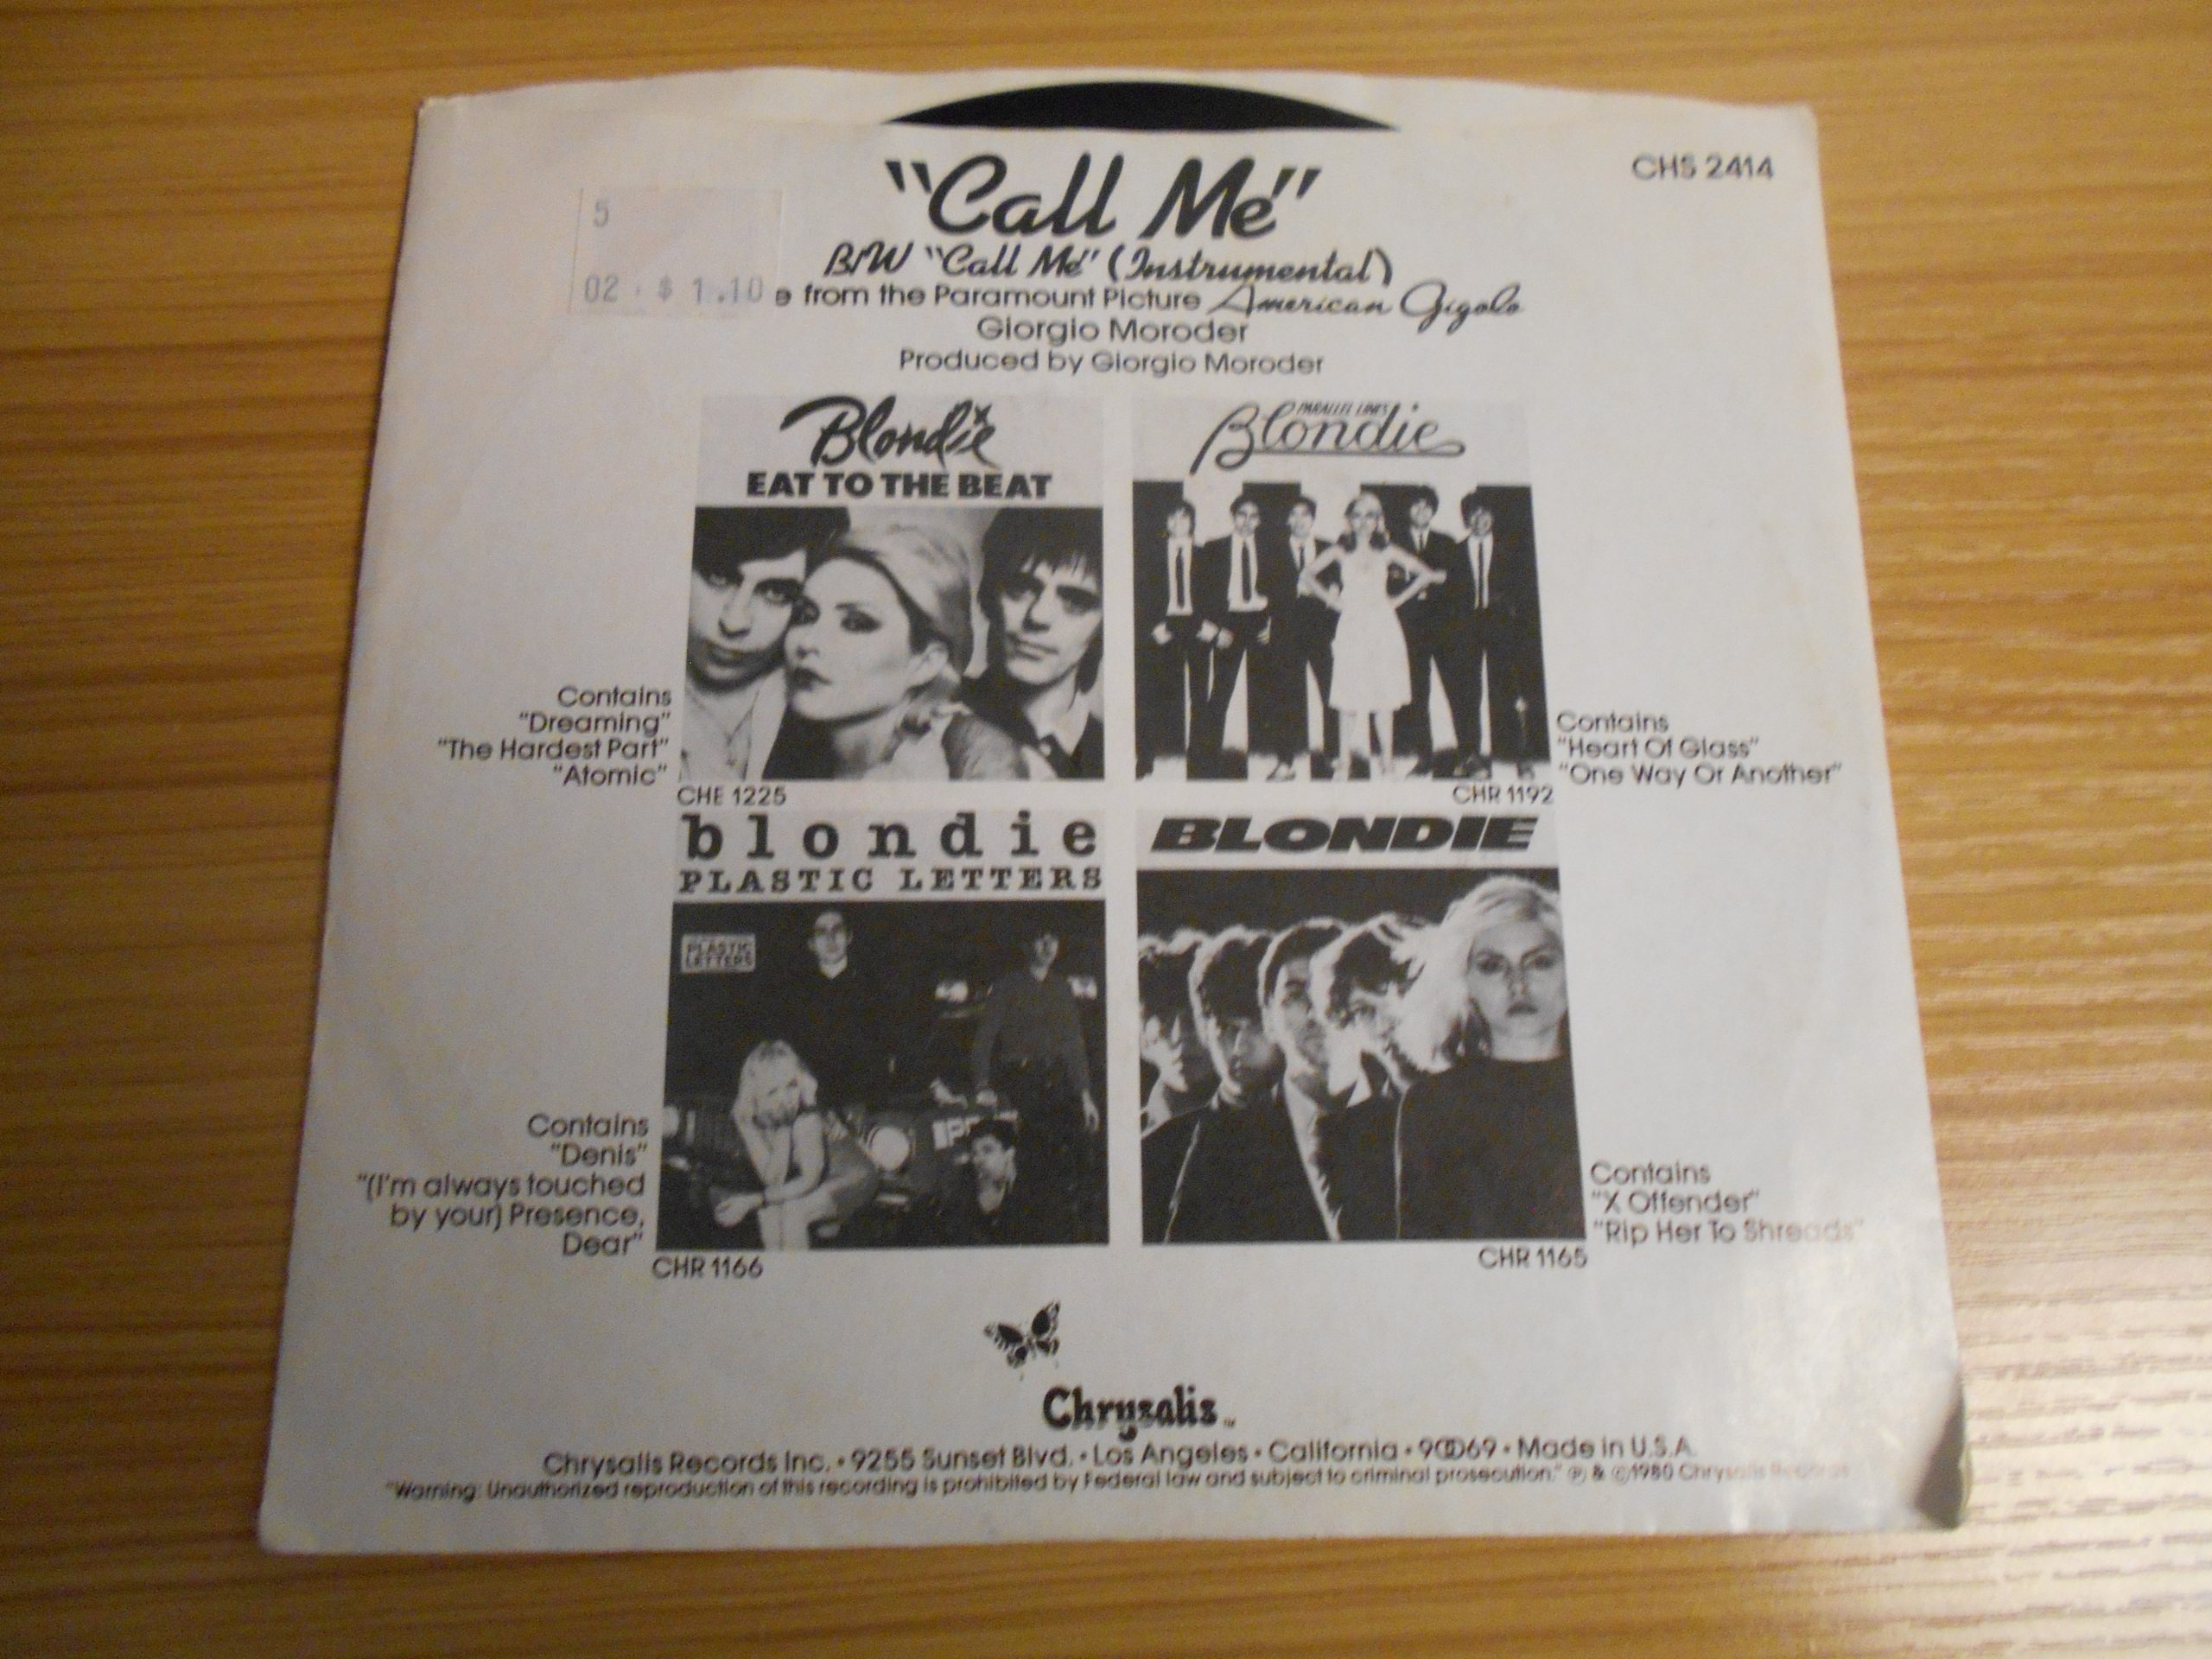 CHS 2414
"Call Me"
B/W "Call Me" (Instrumental)
5
02 · $ 1.10
e from the Paramount Picture American Gigolo
Giorgio Moroder
Produced by Giorgio Moroder
Blondie
EAT TO THE BEAT
Contains
"Dreaming"
"The Hardest Part"
"Atomic"
CHE 1225
PARALLEL LINES
Blondie
Contains
"Heart Of Glass"
"One Way Or Another"
CHR 1192
blondie
PLASTIC LETTERS
PLASTIC
LETTERS
Contains
"Denis"
"(I'm always touched
by your) Presence,
Dear"
CHR 1166
BLONDIE
Contains
"X Offender"
"Rip Her To Shreads"
CHR 1165
Chrysalis TM
Chrysalis Records Inc. • 9255 Sunset Blvd. • Los Angeles • California • 90069 • Made in U.S.A.
"Warning: Unauthorized reproduction of this recording is prohibited by Federal law and subject to criminal prosecution." ℗ & ©1980 Chrysalis Records